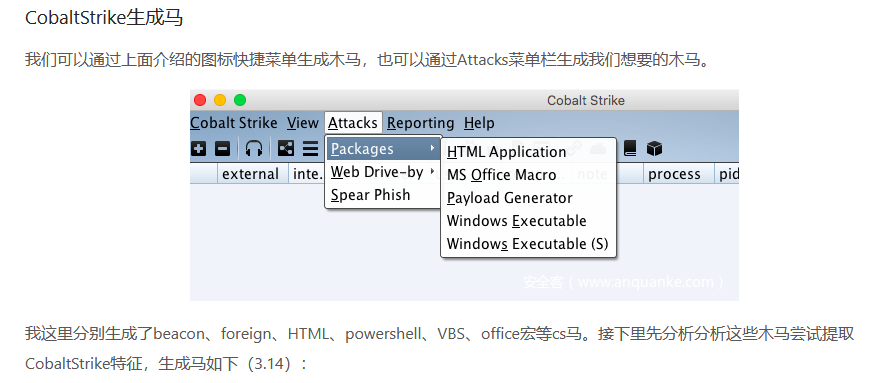 CobaltStrike生成马
我们可以通过上面介绍的图标快捷菜单生成木马，也可以通过Attacks菜单栏生成我们想要的木马。
Cobalt Strike
Cobalt Strike View Attacks Reporting Help
Packages
Web Drive-by
Spear Phish
HTML Application
MS Office Macro
Payload Generator
Windows Executable
Windows Executable (S)
external inte. note process pid
安全客（www.anquanke.com）
我这里分别生成了beacon、foreign、HTML、powershell、VBS、office宏等cs马。接下里先分析分析这些木马尝试提取
CobaltStrike特征，生成马如下（3.14）：